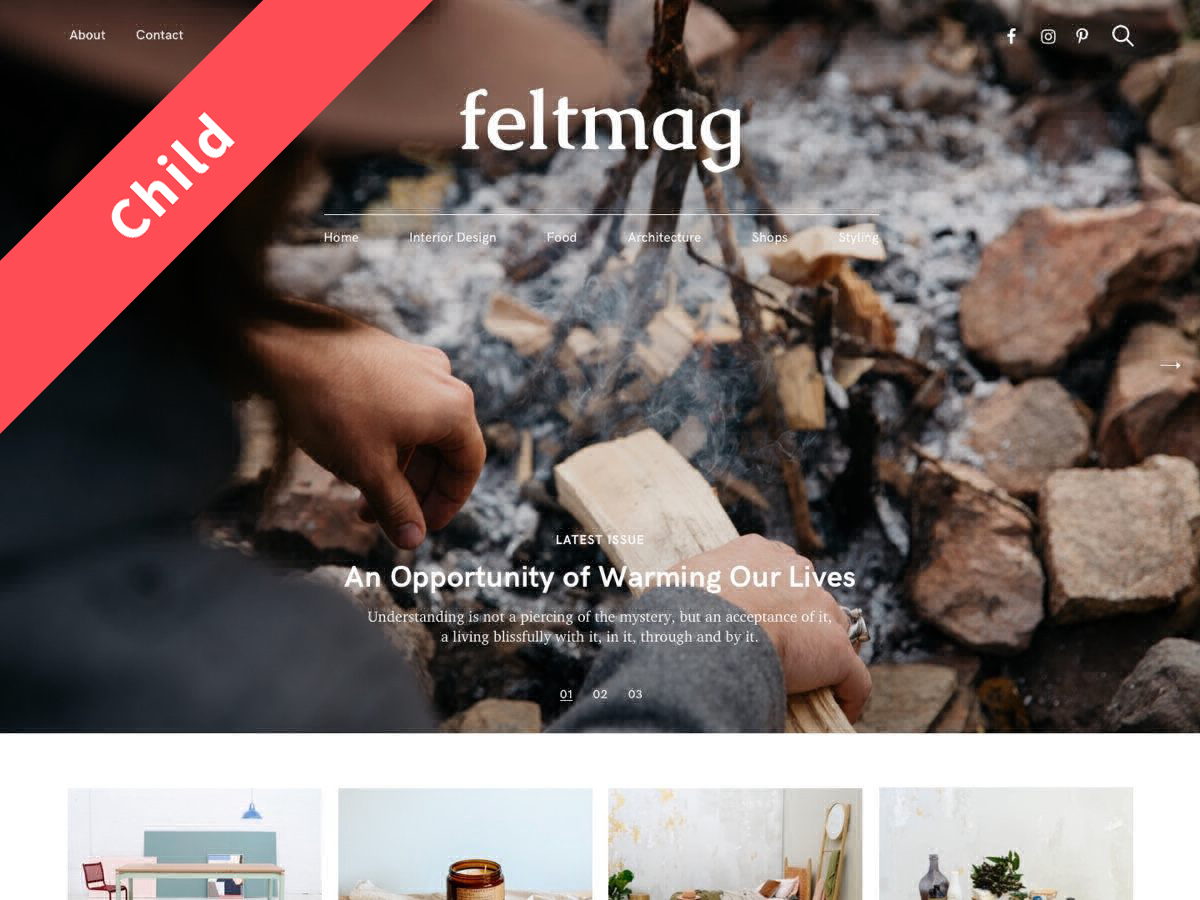 About Contact
Child
feltmag
Home Interior Design Food Architecture Shops Styling
LATEST ISSUE
An Opportunity of Warming Our Lives
Understanding is not a piercing of the mystery, but an acceptance of it,
a living blissfully with it, in it, through and by it.
01 02 03